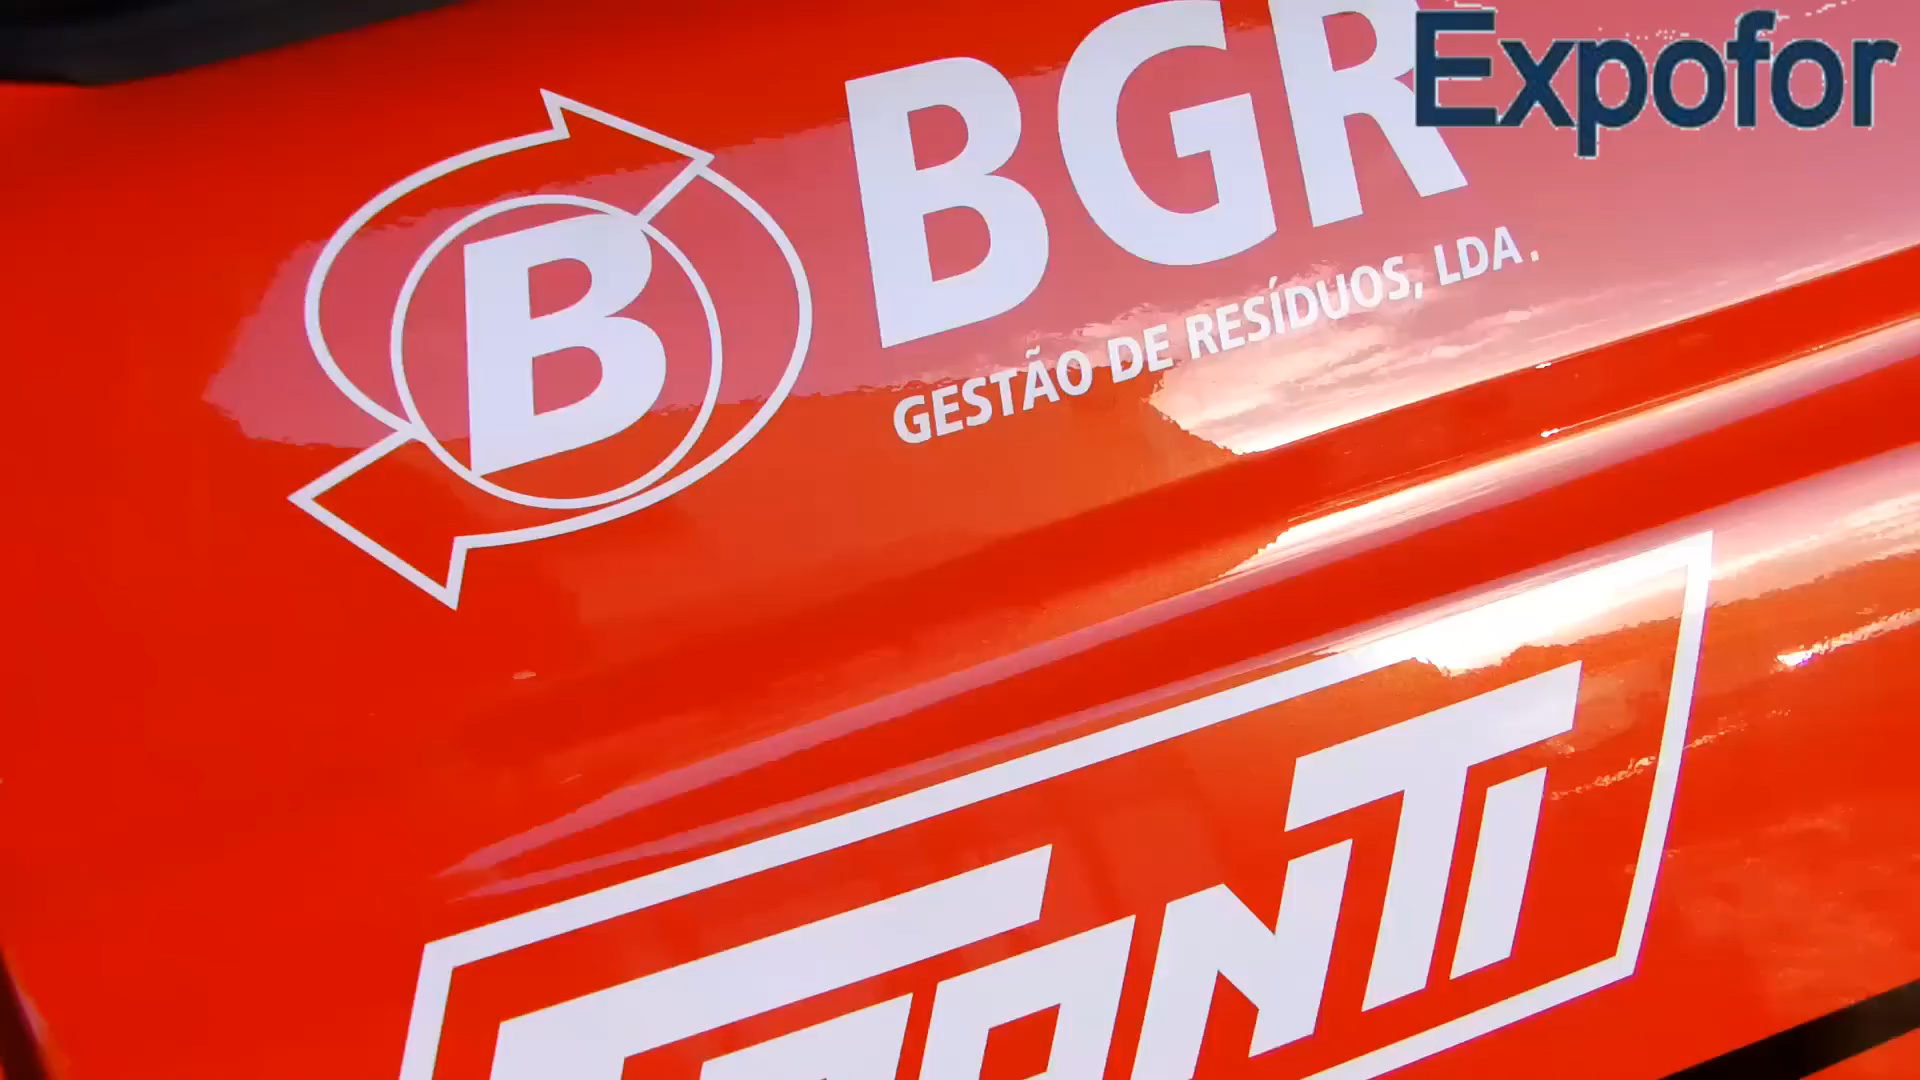 Expofor
B
BGR
GESTÃO DE RESÍDUOS, LDA.